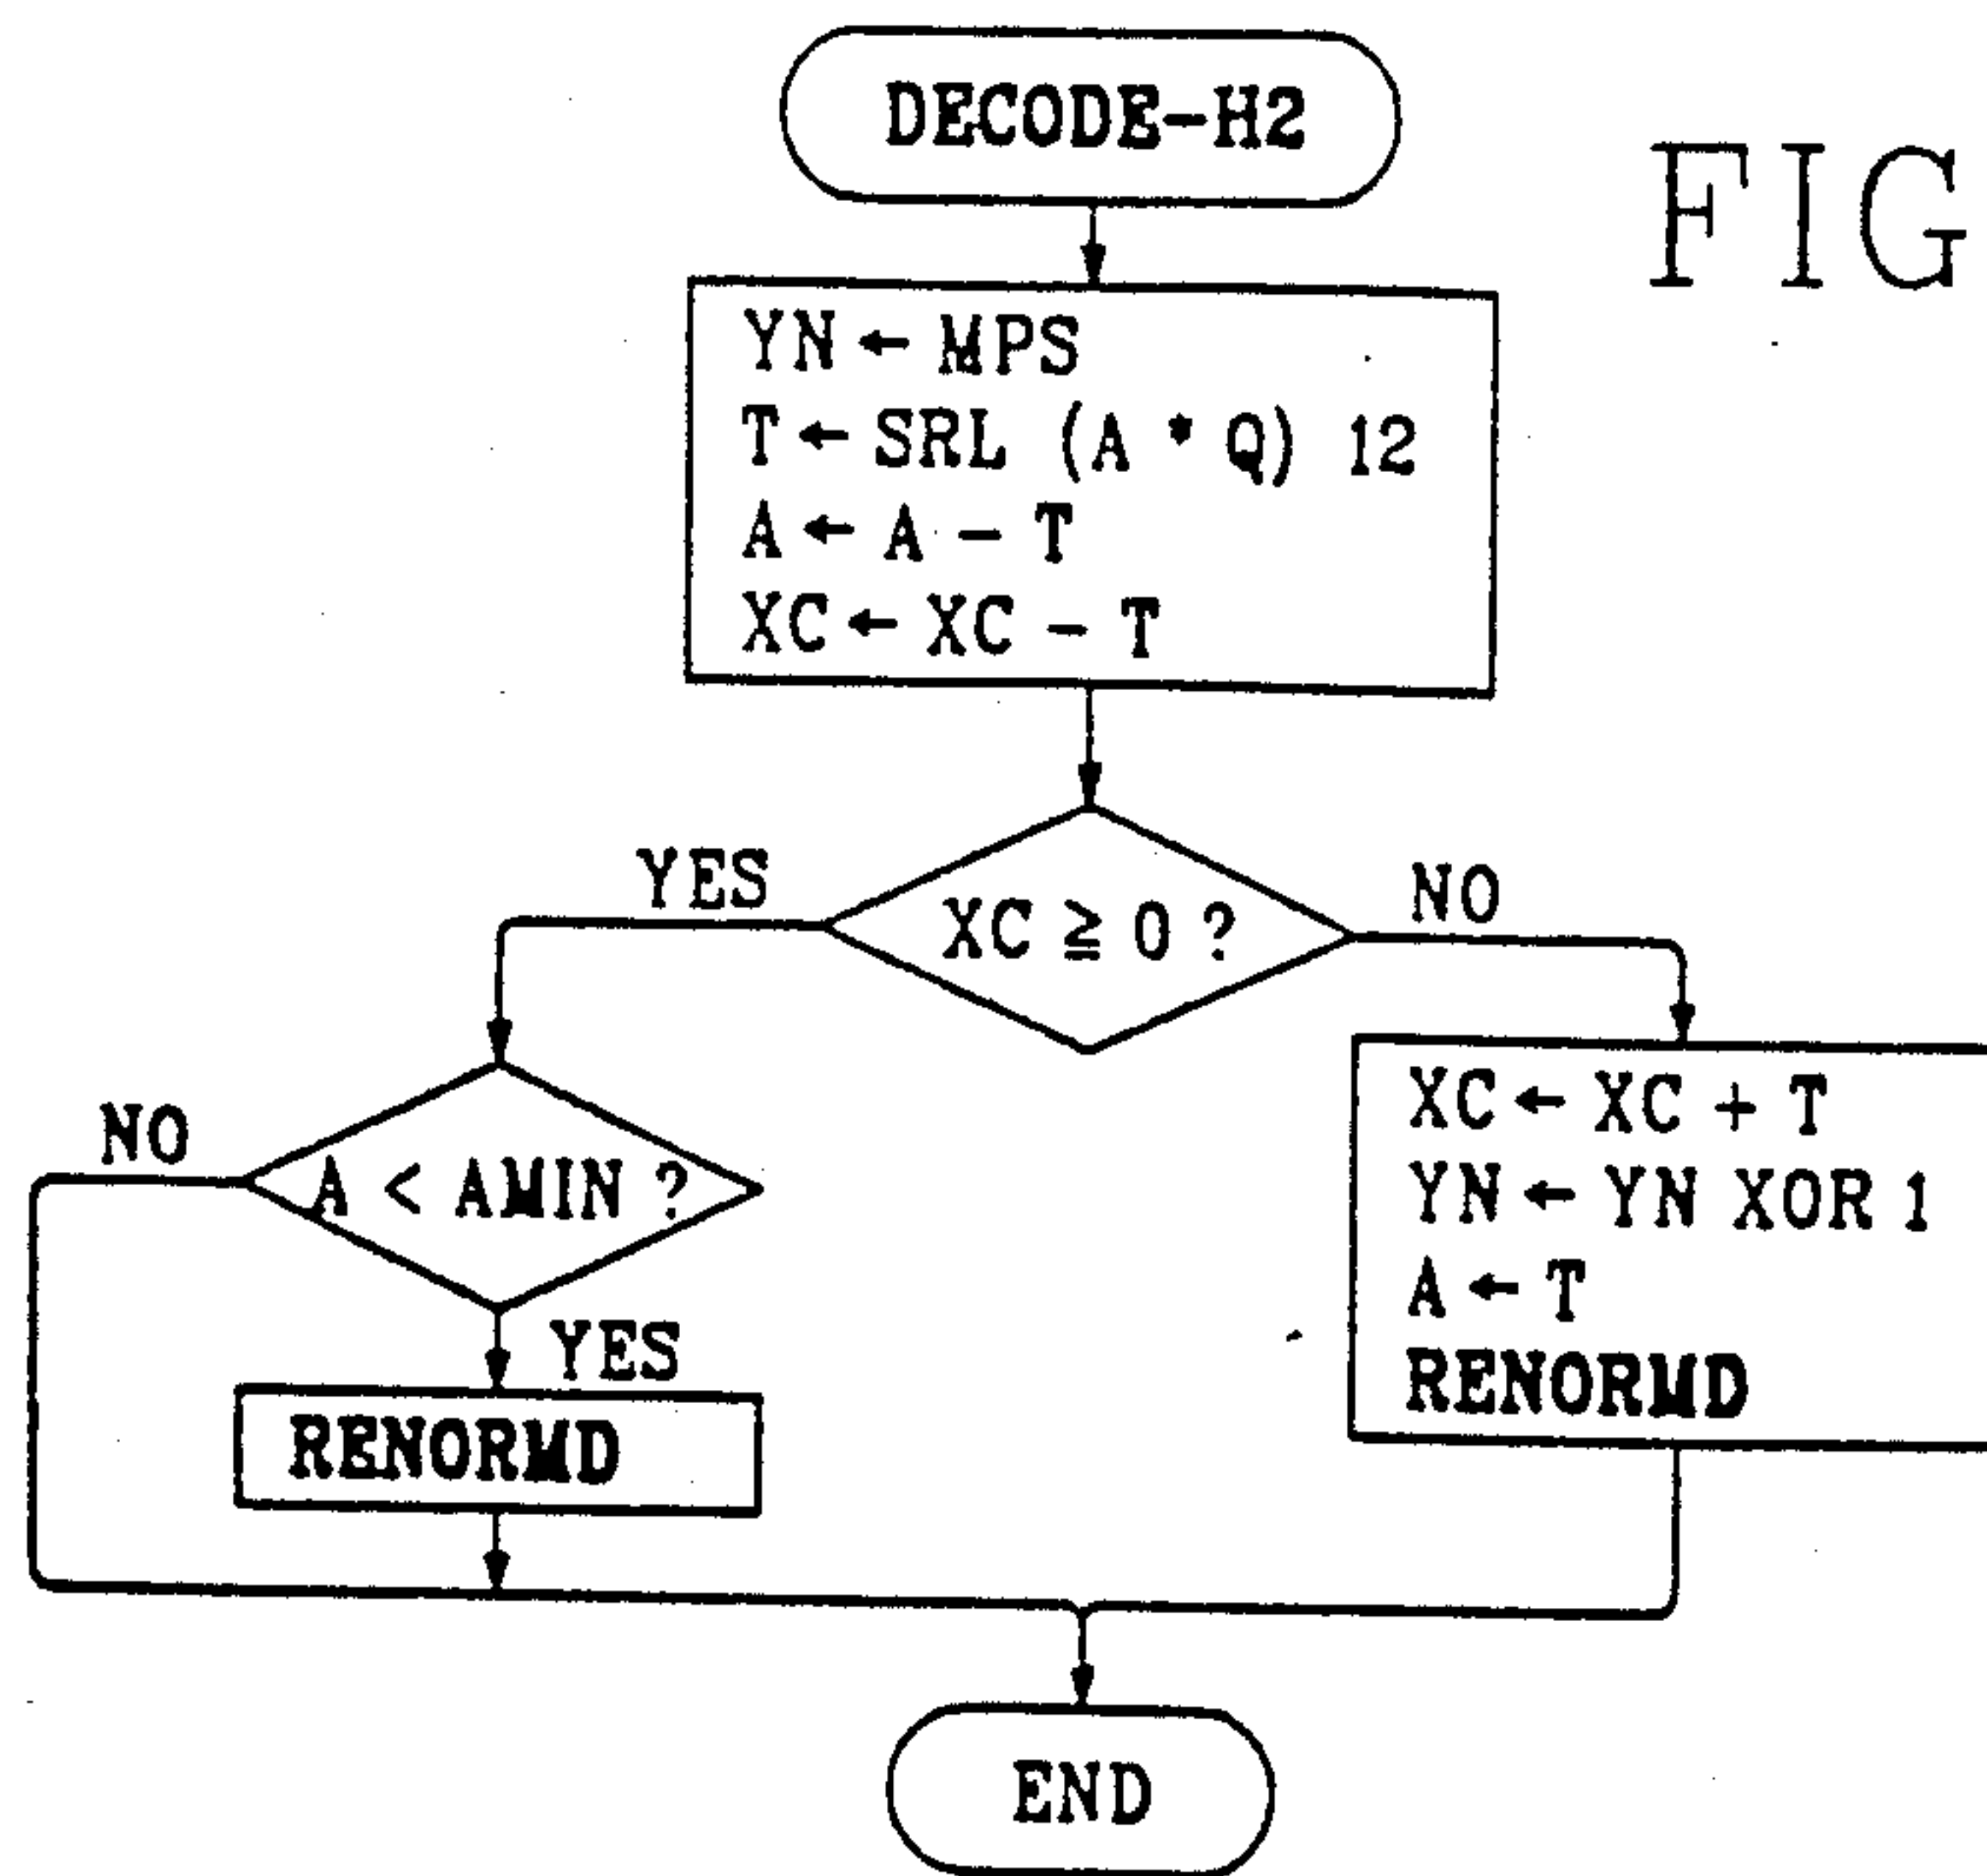 DECODE-H2
FIG
YN ← MPS
T ← SRL (A * Q) 12
A ← A - T
XC ← XC - T
YES
XC ≧ 0 ?
NO
NO
A < AMIN ?
YES
RENORMD
XC ← XC + T
YN ← YN XOR 1
A ← T
RENORMD
END